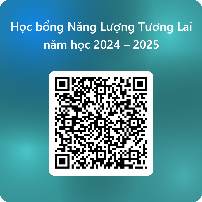 Học bổng Năng Lượng Tương Lai
năm học 2024 – 2025